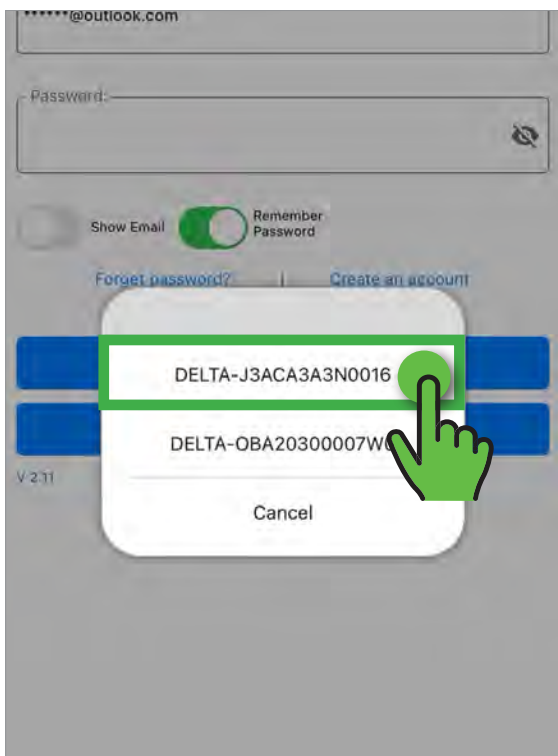 ******@outlook.com
Password:
Show Email
Remember
Password
Forget password? | Create an account
DELTA-J3ACA3A3N0016
DELTA-OBA20300007W
Cancel
V 2.11